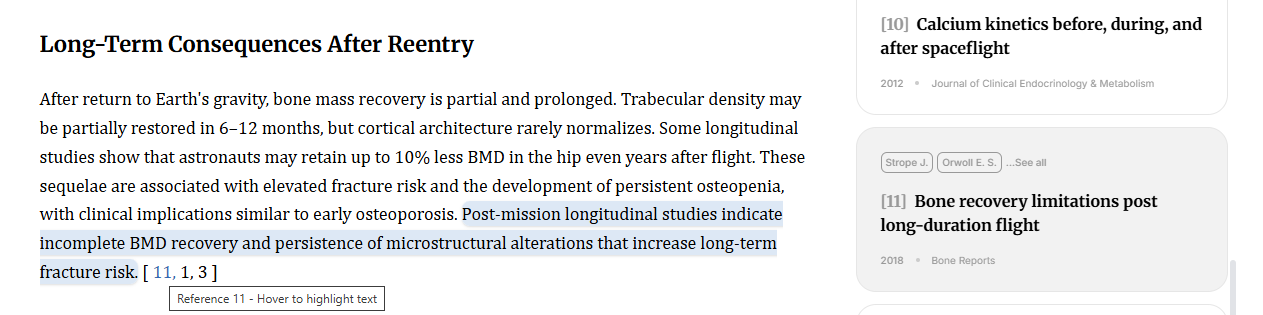 Long-Term Consequences After Reentry
After return to Earth's gravity, bone mass recovery is partial and prolonged. Trabecular density may
be partially restored in 6–12 months, but cortical architecture rarely normalizes. Some longitudinal
studies show that astronauts may retain up to 10% less BMD in the hip even years after flight. These
sequelae are associated with elevated fracture risk and the development of persistent osteopenia,
with clinical implications similar to early osteoporosis. Post-mission longitudinal studies indicate
incomplete BMD recovery and persistence of microstructural alterations that increase long-term
fracture risk. [ 11, 1, 3 ]
Reference 11 - Hover to highlight text
[10] Calcium kinetics before, during, and
after spaceflight
2012 • Journal of Clinical Endocrinology & Metabolism
Strope J. Orwoll E. S. ...See all
[11] Bone recovery limitations post
long-duration flight
2018 • Bone Reports